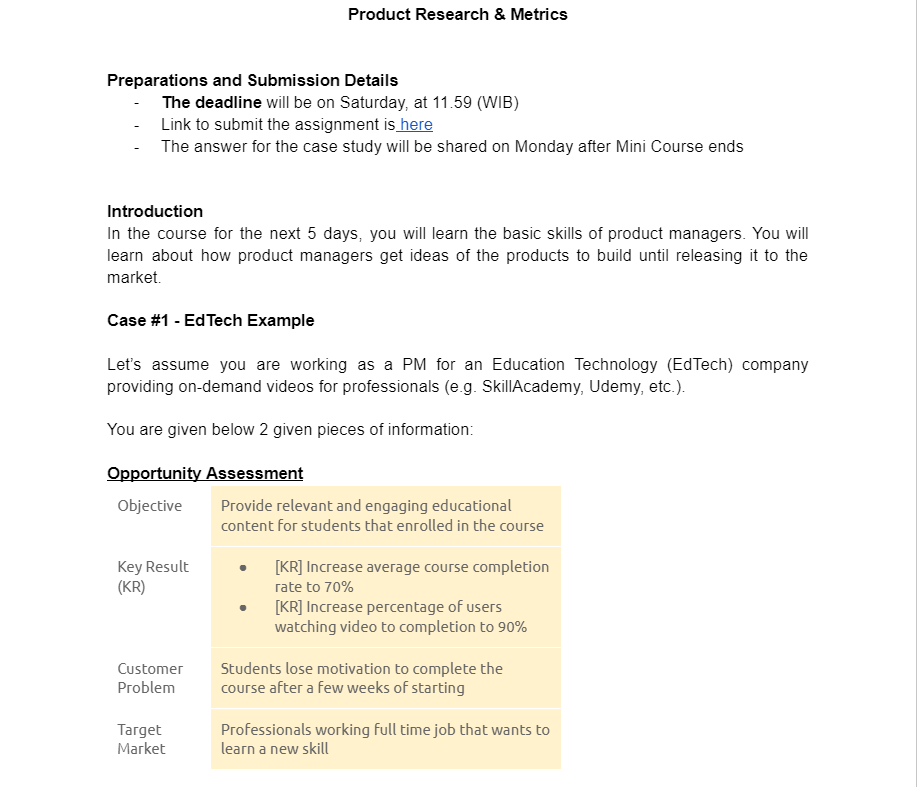 Product Research & Metrics
Preparations and Submission Details
- The deadline will be on Saturday, at 11.59 (WIB)
- Link to submit the assignment is here
- The answer for the case study will be shared on Monday after Mini Course ends
Introduction
In the course for the next 5 days, you will learn the basic skills of product managers. You will
learn about how product managers get ideas of the products to build until releasing it to the
market.
Case #1 - EdTech Example
Let’s assume you are working as a PM for an Education Technology (EdTech) company
providing on-demand videos for professionals (e.g. SkillAcademy, Udemy, etc.).
You are given below 2 given pieces of information:
Opportunity Assessment
Objective
Provide relevant and engaging educational
content for students that enrolled in the course
Key Result
(KR)
● [KR] Increase average course completion
rate to 70%
● [KR] Increase percentage of users
watching video to completion to 90%
Customer
Problem
Students lose motivation to complete the
course after a few weeks of starting
Target
Market
Professionals working full time job that wants to
learn a new skill